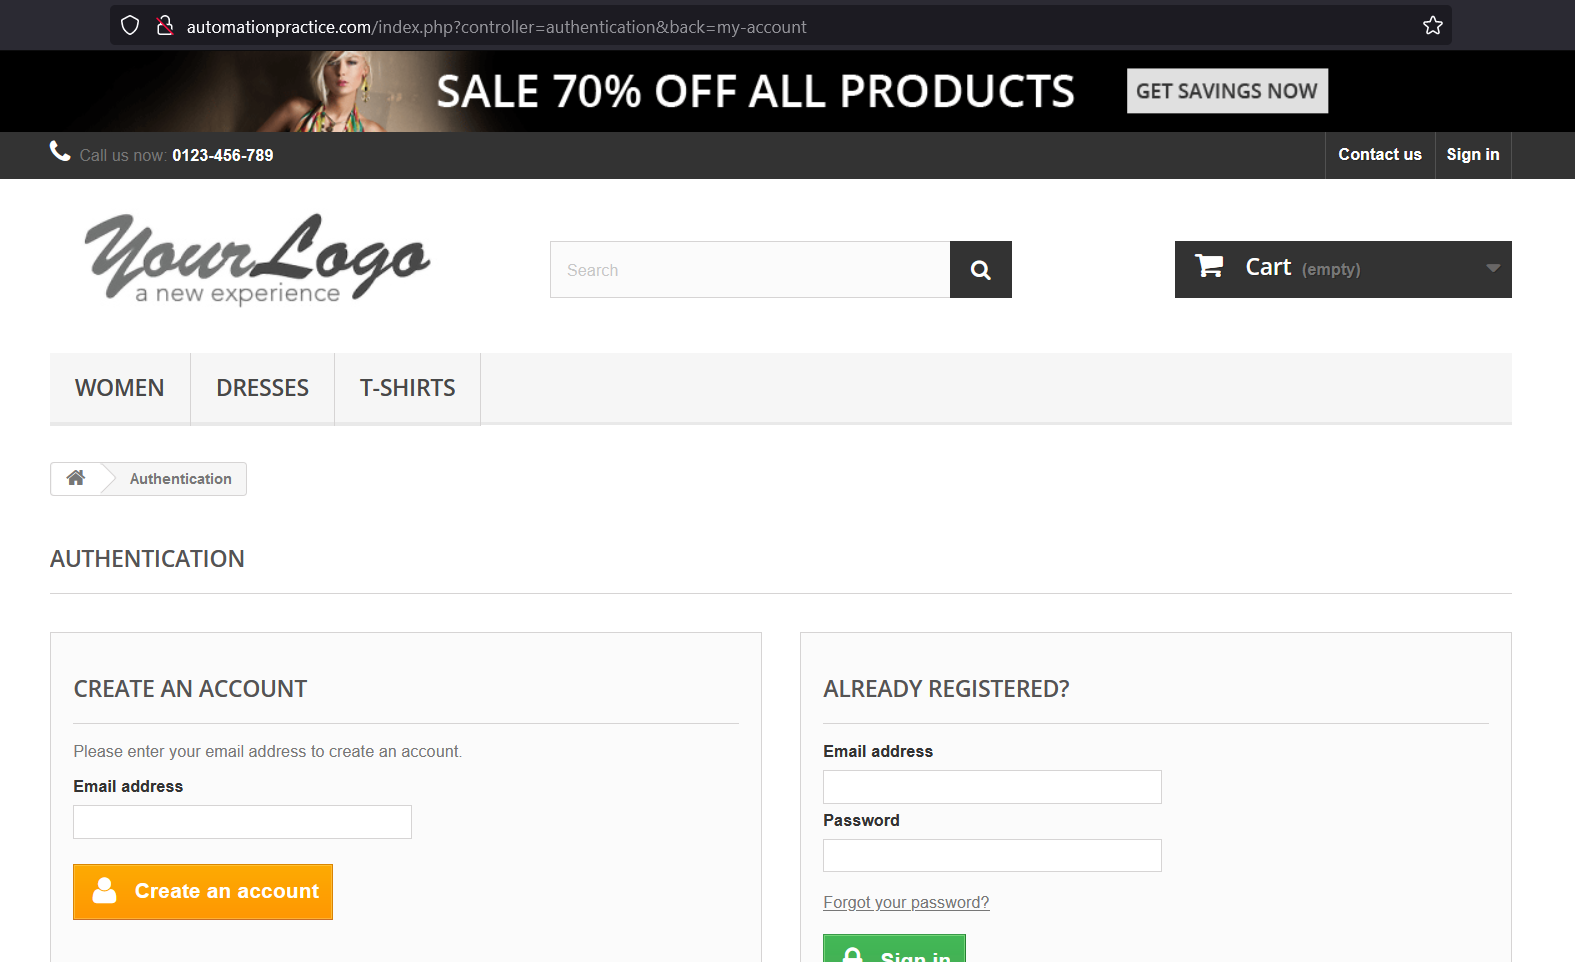 automationpractice.com/index.php?controller=authentication&back=my-account
SALE 70% OFF ALL PRODUCTS
GET SAVINGS NOW
Call us now: 0123-456-789
Contact us
Sign in
YourLogo
a new experience
Search
Cart (empty)
WOMEN
DRESSES
T-SHIRTS
Authentication
AUTHENTICATION
CREATE AN ACCOUNT
Please enter your email address to create an account.
Email address
Create an account
ALREADY REGISTERED?
Email address
Password
Forgot your password?
Sign in